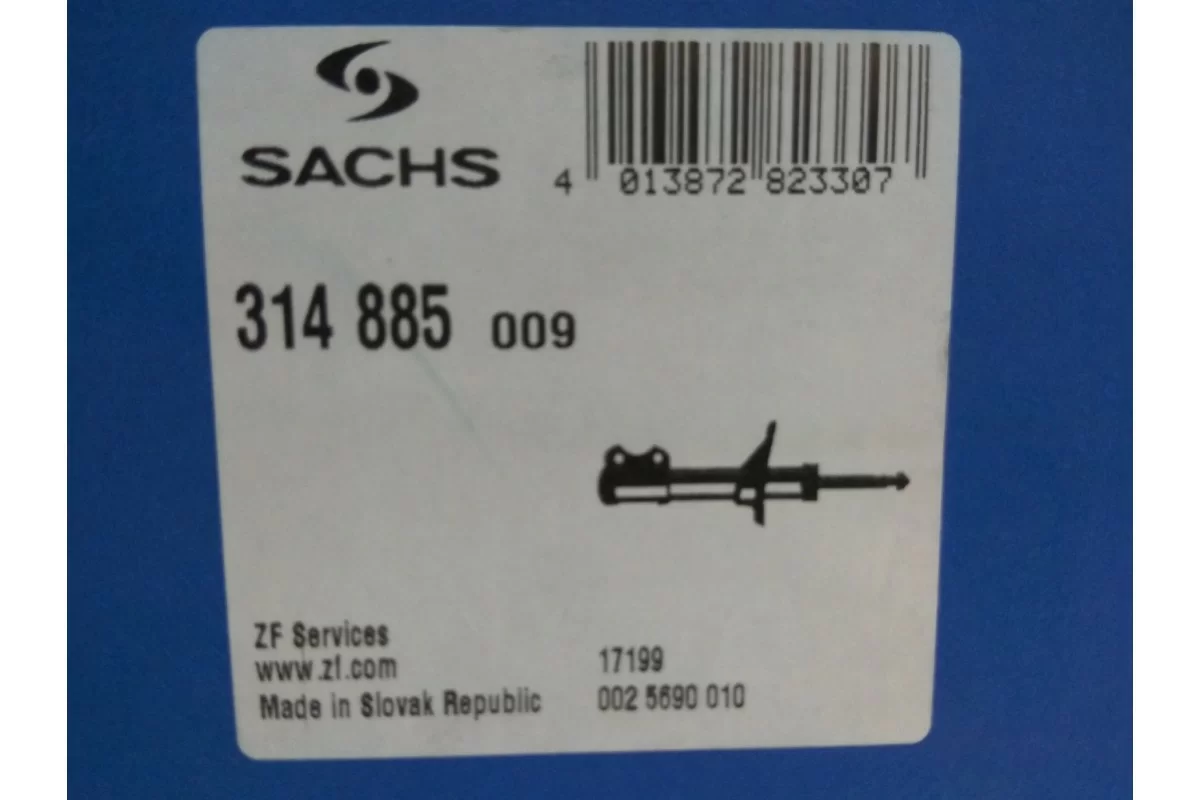 SACHS
4 013872 823307
314 885 009
ZF Services
www.zf.com
Made in Slovak Republic
17199
002 5690 010